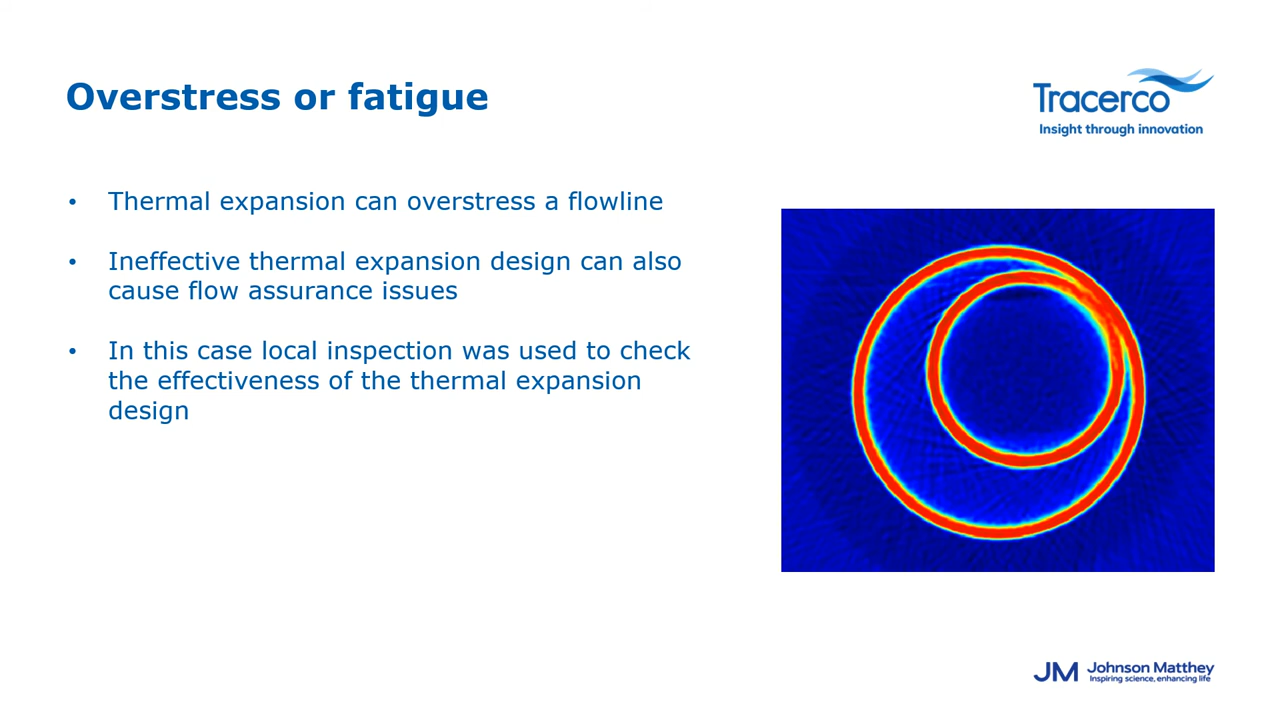 Overstress or fatigue
Tracerco
Insight through innovation
• Thermal expansion can overstress a flowline
• Ineffective thermal expansion design can also
cause flow assurance issues
• In this case local inspection was used to check
the effectiveness of the thermal expansion
design
JM Johnson Matthey
Inspiring science, enhancing life